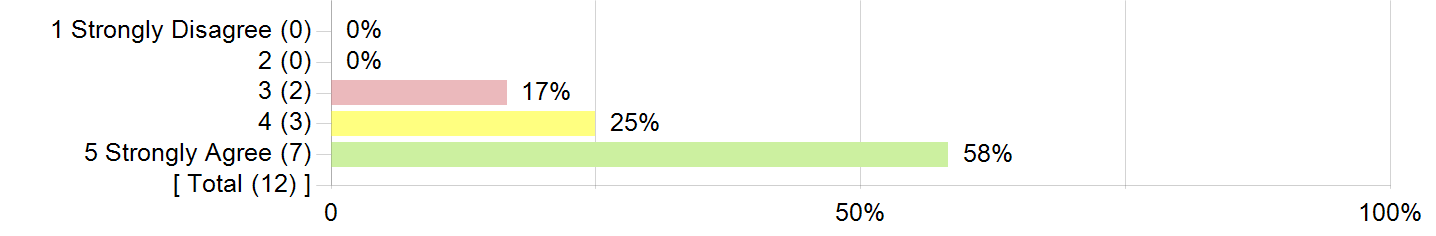 1 Strongly Disagree (0) 0%
2 (0) 0%
3 (2) 17%
4 (3) 25%
5 Strongly Agree (7) 58%
[ Total (12) ]
0 50% 100%